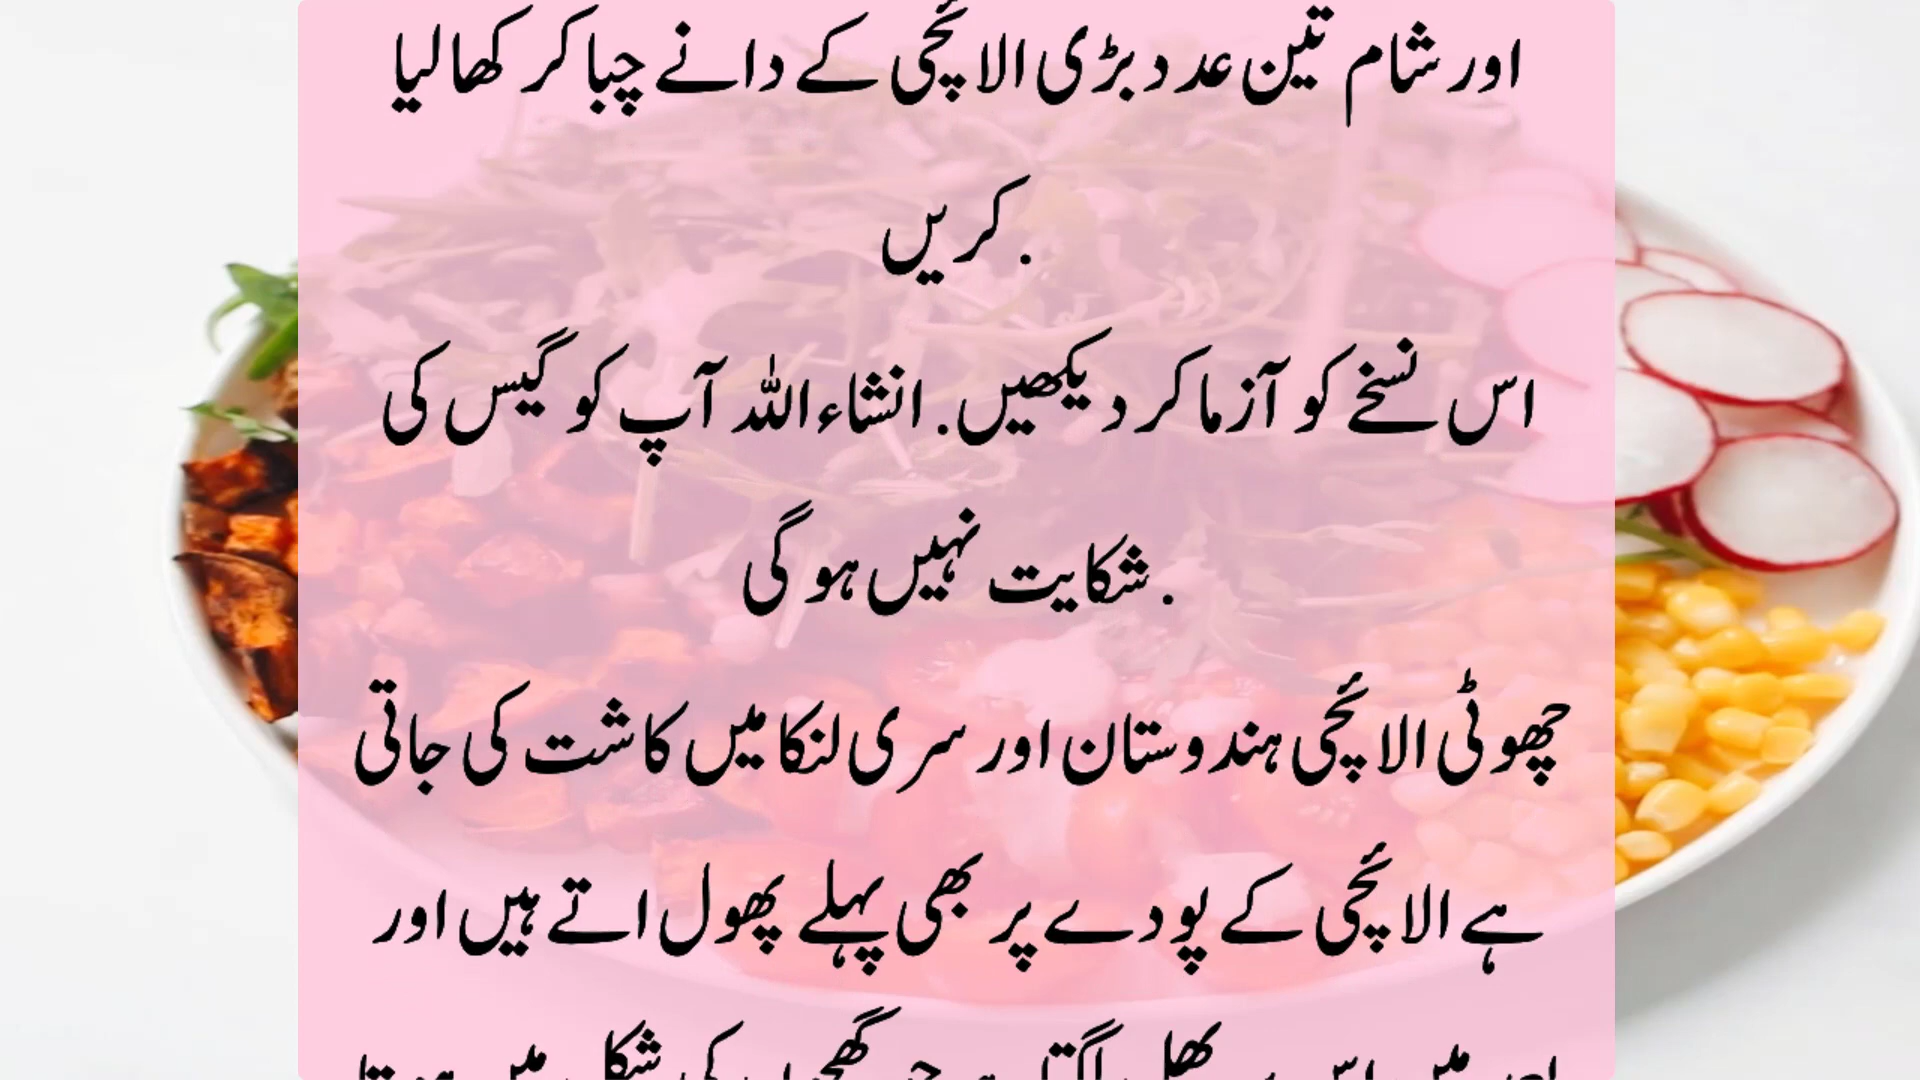 اور شام تین عدد بڑی الائچی کے دانے چبا کر کھا لیا
کریں.
اس نسخے کو آزما کر دیکھیں. انشاءاللہ آپ کو گیس کی
شکایت نہیں ہو گی.
چھوٹی الائچی ہندوستان اور سری لنکا میں کاشت کی جاتی
ہے الائچی کے پودے پر بھی پہلے پھول اتے ہیں اور